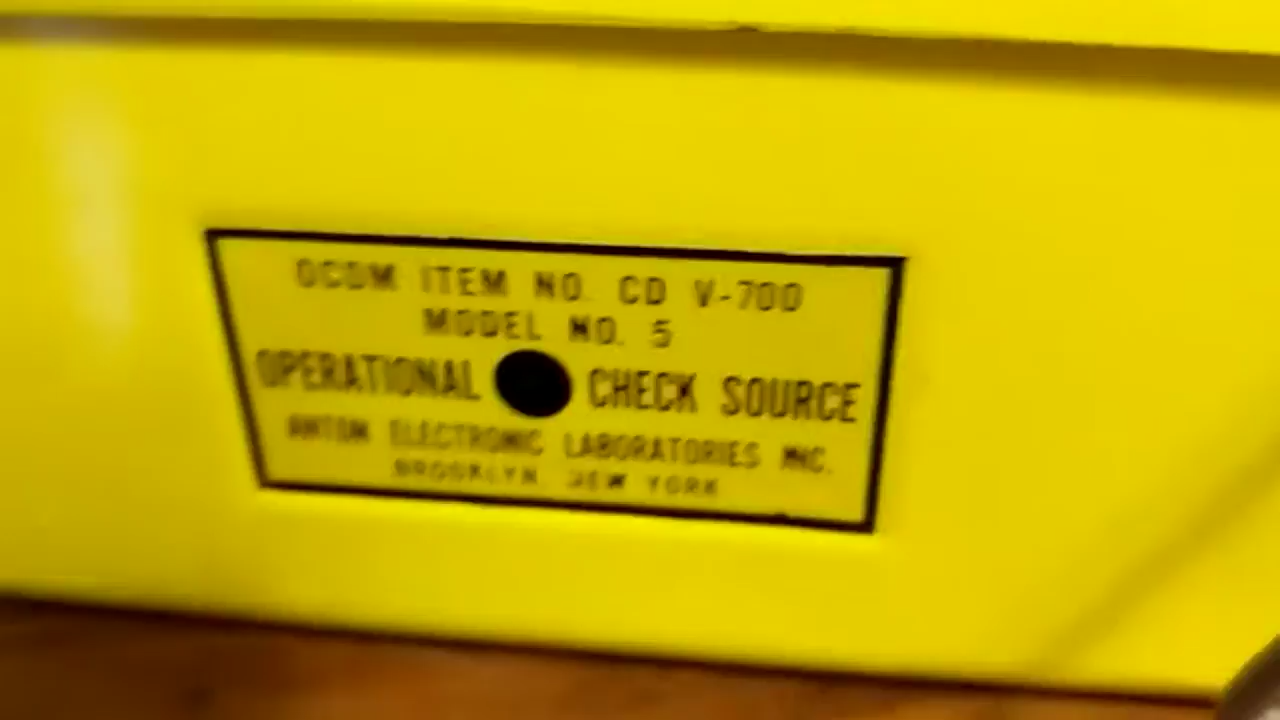 OCDM ITEM NO. CD V-700
MODEL NO. 5
OPERATIONAL CHECK SOURCE
ANTON ELECTRONIC LABORATORIES INC.
BROOKLYN, NEW YORK